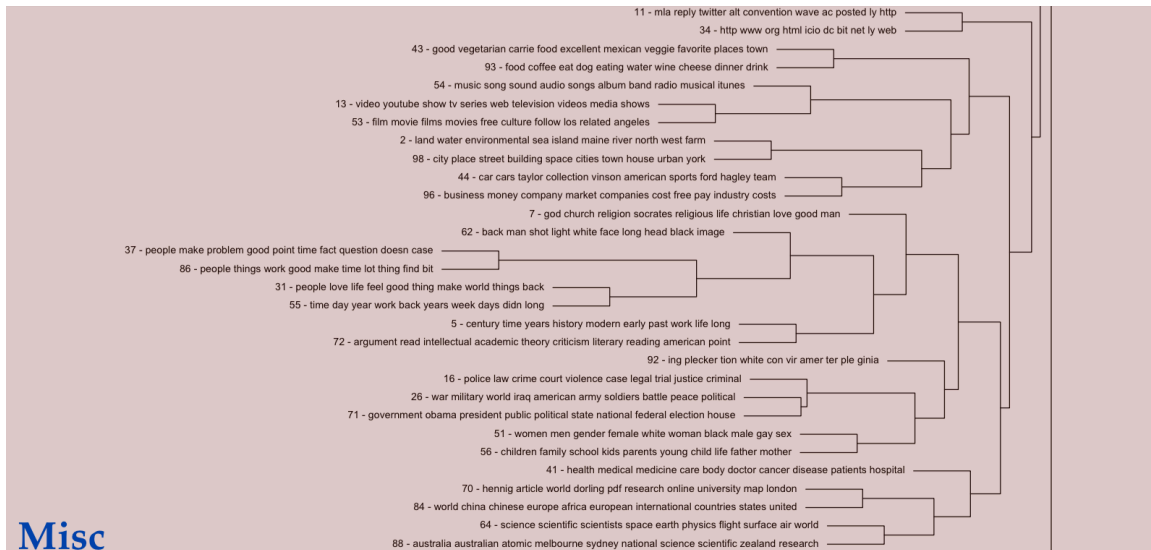 11 - mla reply twitter alt convention wave ac posted ly http
34 - http www org html icio dc bit net ly web
43 - good vegetarian carrie food excellent mexican veggie favorite places town
93 - food coffee eat dog eating water wine cheese dinner drink
54 - music song sound audio songs album band radio musical itunes
13 - video youtube show tv series web television videos media shows
53 - film movie films movies free culture follow los related angeles
2 - land water environmental sea island maine river north west farm
98 - city place street building space cities town house urban york
44 - car cars taylor collection vinson american sports ford hagley team
96 - business money company market companies cost free pay industry costs
7 - god church religion socrates religious life christian love good man
62 - back man shot light white face long head black image
37 - people make problem good point time fact question doesn case
86 - people things work good make time lot thing find bit
31 - people love life feel good thing make world things back
55 - time day year work back years week days didn long
5 - century time years history modern early past work life long
72 - argument read intellectual academic theory criticism literary reading american point
92 - ing plecker tion white con vir amer ter ple ginia
16 - police law crime court violence case legal trial justice criminal
26 - war military world iraq american army soldiers battle peace political
71 - government obama president public political state national federal election house
51 - women men gender female white woman black male gay sex
56 - children family school kids parents young child life father mother
41 - health medical medicine care body doctor cancer disease patients hospital
70 - hennig article world dorling pdf research online university map london
84 - world china chinese europe africa european international countries states united
64 - science scientific scientists space earth physics flight surface air world
88 - australia australian atomic melbourne sydney national science scientific zealand research
Misc